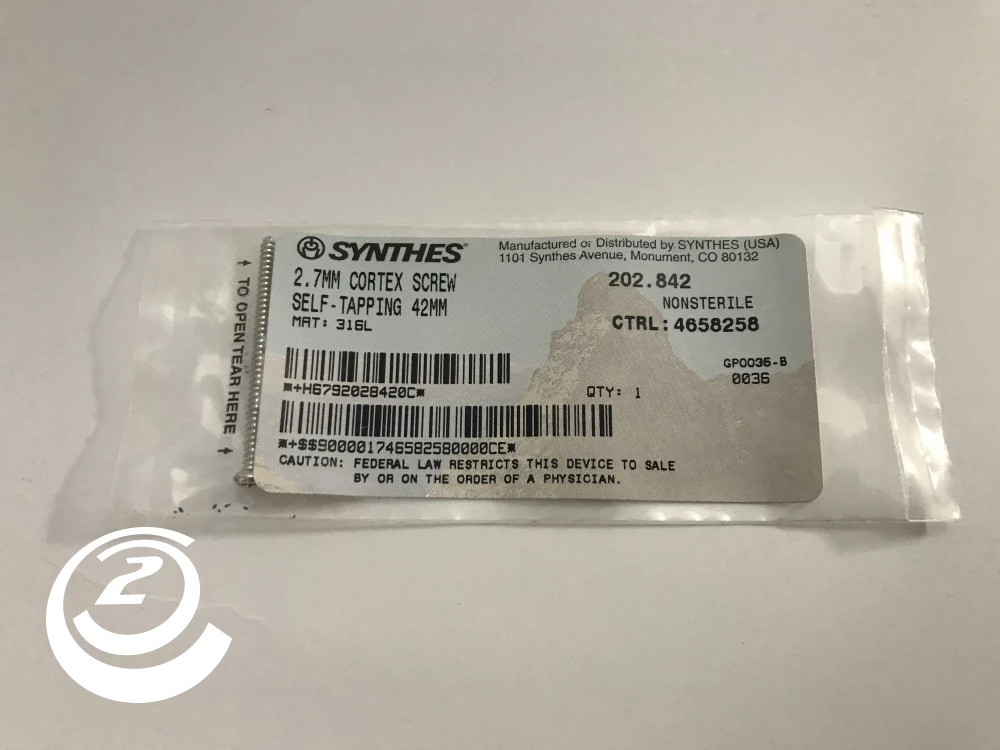 SYNTHES®
Manufactured or Distributed by SYNTHES (USA)
1101 Synthes Avenue, Monument, CO 80132
2.7MM CORTEX SCREW
SELF-TAPPING 42MM
MAT: 316L
202.842
NONSTERILE
CTRL: 4658258
GP0036-B
0036
*+H6792028420C*
QTY: 1
*+$$9000017465825800000CE*
CAUTION: FEDERAL LAW RESTRICTS THIS DEVICE TO SALE
BY OR ON THE ORDER OF A PHYSICIAN.
TO OPEN TEAR HERE
2